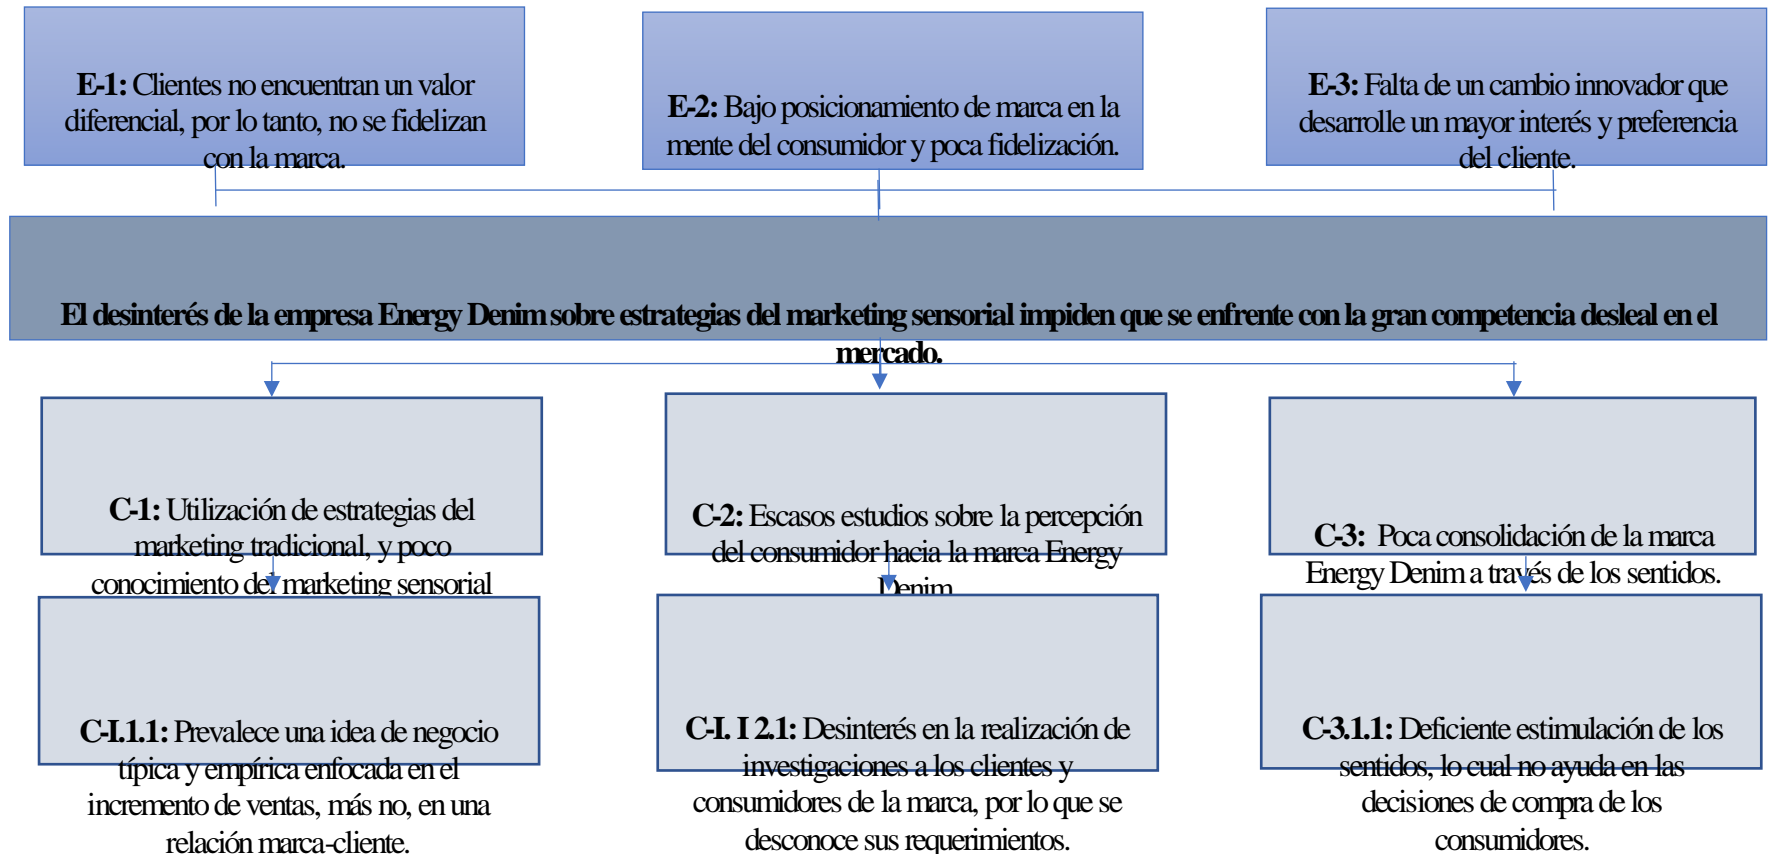 E-1: Clientes no encuentran un valor
diferencial, por lo tanto, no se fidelizan
con la marca.
E-2: Bajo posicionamiento de marca en la
mente del consumidor y poca fidelización.
E-3: Falta de un cambio innovador que
desarrolle un mayor interés y preferencia
del cliente.
El desinterés de la empresa Energy Denim sobre estrategias del marketing sensorial impiden que se enfrente con la gran competencia desleal en el
mercado.
C-1: Utilización de estrategias del
marketing tradicional, y poco
conocimiento del marketing sensorial
C-2: Escasos estudios sobre la percepción
del consumidor hacia la marca Energy
Denim
C-3: Poca consolidación de la marca
Energy Denim a través de los sentidos.
C-I.1.1: Prevalece una idea de negocio
típica y empírica enfocada en el
incremento de ventas, más no, en una
relación marca-cliente.
C-I. I 2.1: Desinterés en la realización de
investigaciones a los clientes y
consumidores de la marca, por lo que se
desconoce sus requerimientos.
C-3.1.1: Deficiente estimulación de los
sentidos, lo cual no ayuda en las
decisiones de compra de los
consumidores.